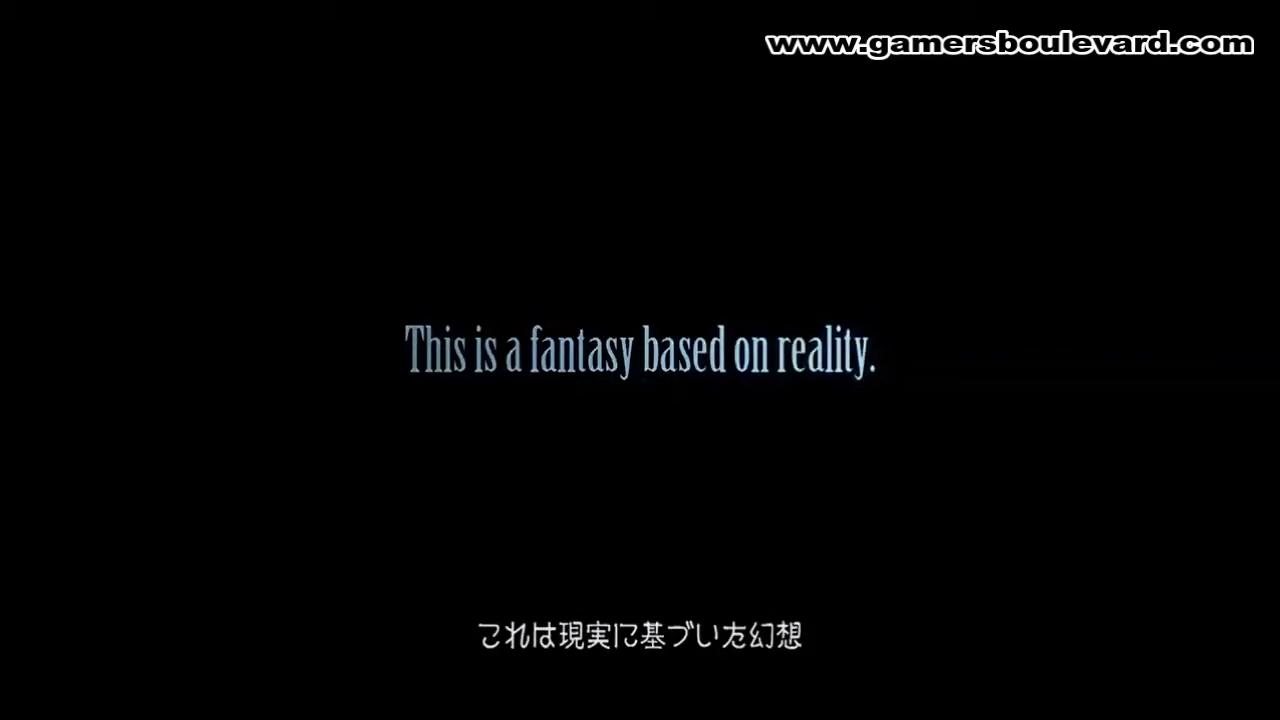 www.gamersboulevard.com
This is a fantasy based on reality.
これは現実に基づいた幻想